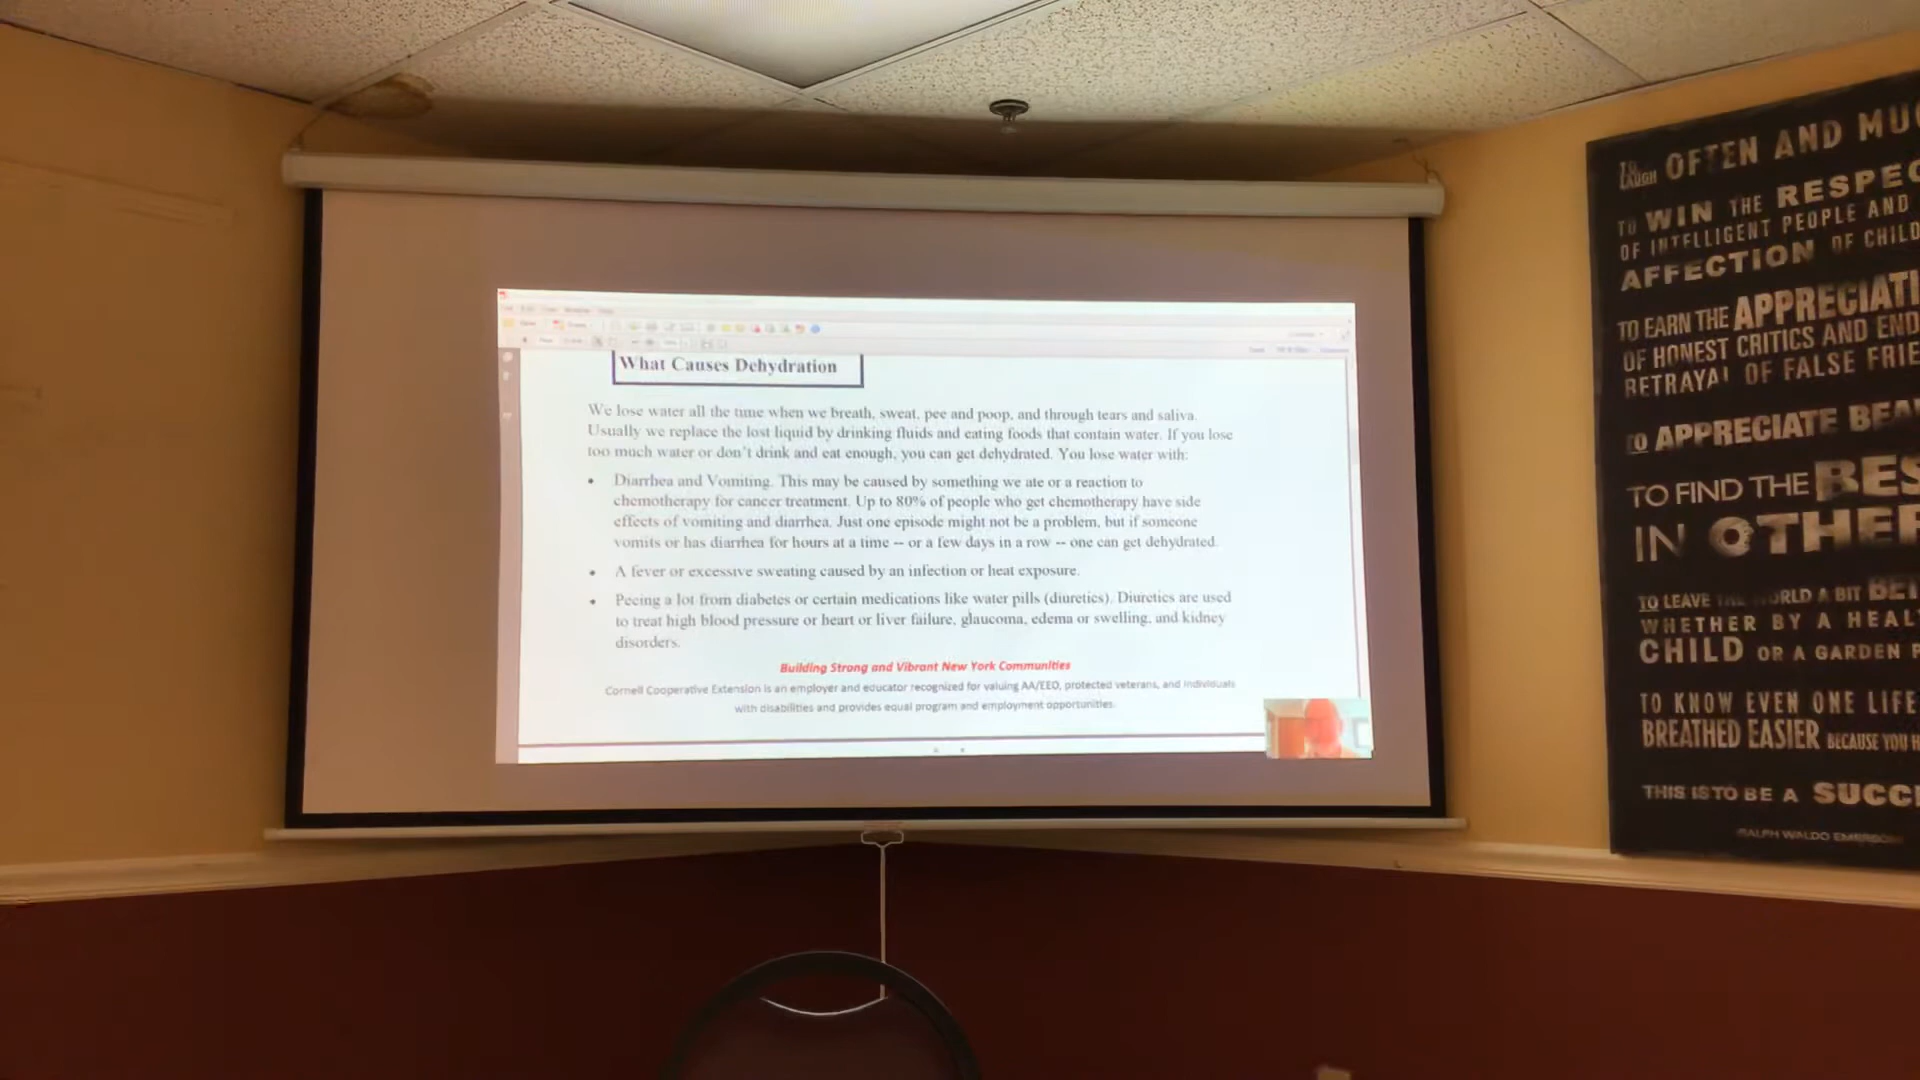 What Causes Dehydration
We lose water all the time when we breath, sweat, pee and poop, and through tears and saliva.
Usually we replace the lost liquid by drinking fluids and eating foods that contain water. If you lose
too much water or don't drink and eat enough, you can get dehydrated. You lose water with:
• Diarrhea and Vomiting. This may be caused by something we ate or a reaction to
chemotherapy for cancer treatment. Up to 80% of people who get chemotherapy have side
effects of vomiting and diarrhea. Just one episode might not be a problem, but if someone
vomits or has diarrhea for hours at a time -- or a few days in a row -- one can get dehydrated.
• A fever or excessive sweating caused by an infection or heat exposure.
• Peeing a lot from diabetes or certain medications like water pills (diuretics). Diuretics are used
to treat high blood pressure or heart or liver failure, glaucoma, edema or swelling, and kidney
disorders.
Building Strong and Vibrant New York Communities
Cornell Cooperative Extension is an employer and educator recognized for valuing AA/EEO, protected veterans, and individuals
with disabilities and provides equal program and employment opportunities.
TO LAUGH OFTEN AND MUC
TO WIN THE RESPEC
OF INTELLIGENT PEOPLE AND
AFFECTION OF CHILD
TO EARN THE APPRECIATI
OF HONEST CRITICS AND END
BETRAYAL OF FALSE FRIE
TO APPRECIATE BEA
TO FIND THE BES
IN OTHER
TO LEAVE THE WORLD A BIT BET
WHETHER BY A HEAL
CHILD OR A GARDEN P
TO KNOW EVEN ONE LIFE
BREATHED EASIER BECAUSE YOU H
THIS IS TO BE A SUCC
RALPH WALDO EMERSON